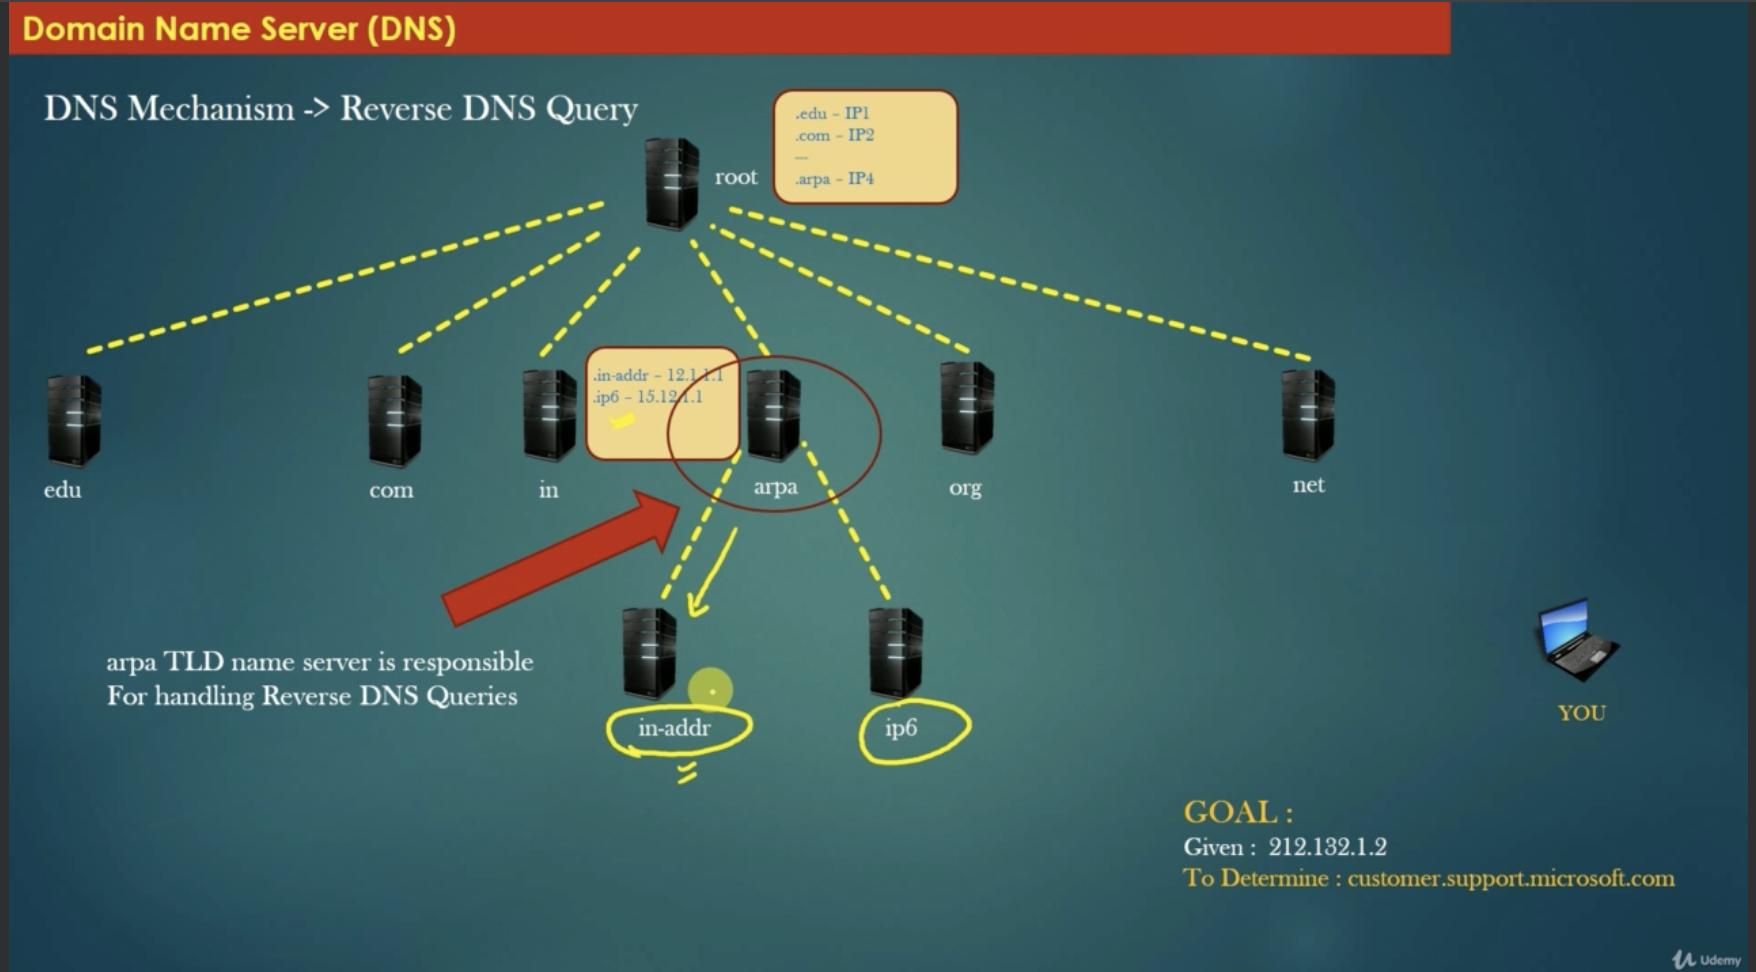 Domain Name Server (DNS)
DNS Mechanism -> Reverse DNS Query
.edu – IP1
.com – IP2
---
.arpa – IP4
root
.in-addr – 12.1.1.1
.ip6 – 15.12.1.1
edu
com
in
arpa
org
net
arpa TLD name server is responsible
For handling Reverse DNS Queries
in-addr
ip6
YOU
GOAL :
Given : 212.132.1.2
To Determine : customer.support.microsoft.com
Udemy